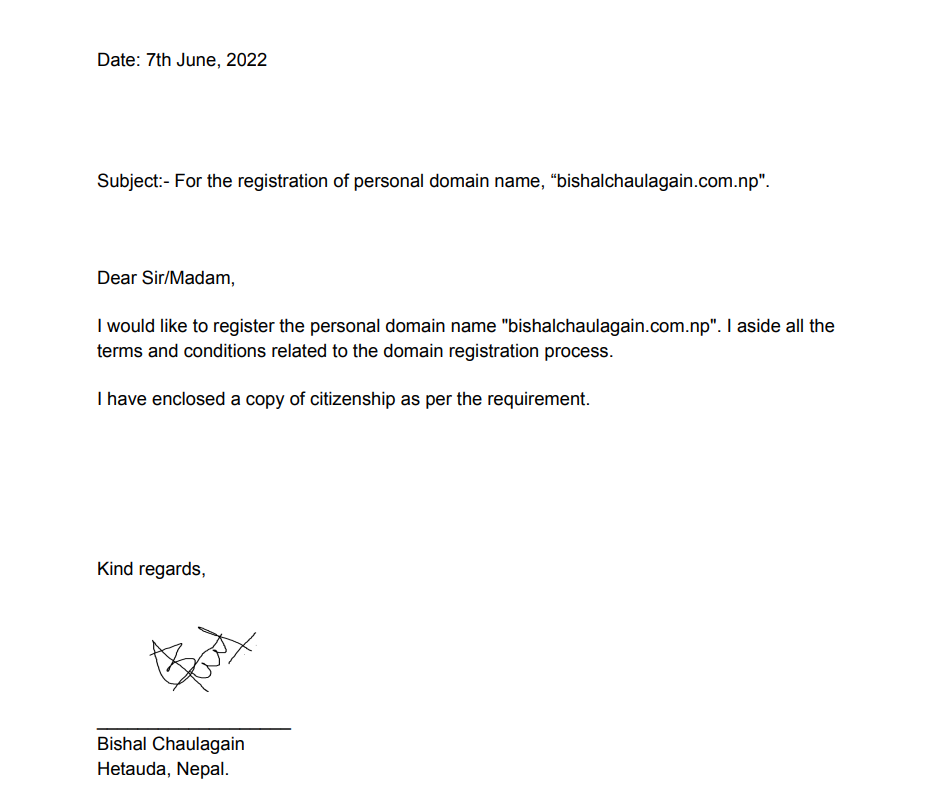 Date: 7th June, 2022
Subject:- For the registration of personal domain name, “bishalchaulagain.com.np".
Dear Sir/Madam,
I would like to register the personal domain name "bishalchaulagain.com.np". I aside all the
terms and conditions related to the domain registration process.
I have enclosed a copy of citizenship as per the requirement.
Kind regards,
Bishal Chaulagain
Hetauda, Nepal.